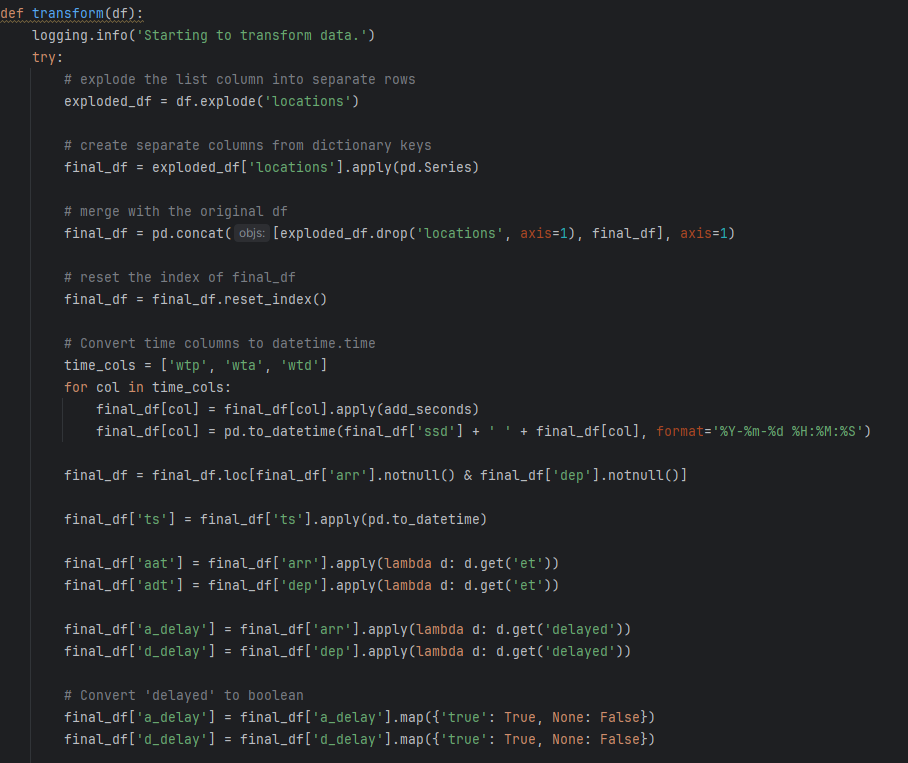 def transform(df):
    logging.info('Starting to transform data.')
    try:
        # explode the list column into separate rows
        exploded_df = df.explode('locations')

        # create separate columns from dictionary keys
        final_df = exploded_df['locations'].apply(pd.Series)

        # merge with the original df
        final_df = pd.concat( objs: [exploded_df.drop('locations', axis=1), final_df], axis=1)

        # reset the index of final_df
        final_df = final_df.reset_index()

        # Convert time columns to datetime.time
        time_cols = ['wtp', 'wta', 'wtd']
        for col in time_cols:
            final_df[col] = final_df[col].apply(add_seconds)
            final_df[col] = pd.to_datetime(final_df['ssd'] + ' ' + final_df[col], format='%Y-%m-%d %H:%M:%S')

        final_df = final_df.loc[final_df['arr'].notnull() & final_df['dep'].notnull()]

        final_df['ts'] = final_df['ts'].apply(pd.to_datetime)

        final_df['aat'] = final_df['arr'].apply(lambda d: d.get('et'))
        final_df['adt'] = final_df['dep'].apply(lambda d: d.get('et'))

        final_df['a_delay'] = final_df['arr'].apply(lambda d: d.get('delayed'))
        final_df['d_delay'] = final_df['dep'].apply(lambda d: d.get('delayed'))

        # Convert 'delayed' to boolean
        final_df['a_delay'] = final_df['a_delay'].map({'true': True, None: False})
        final_df['d_delay'] = final_df['d_delay'].map({'true': True, None: False})